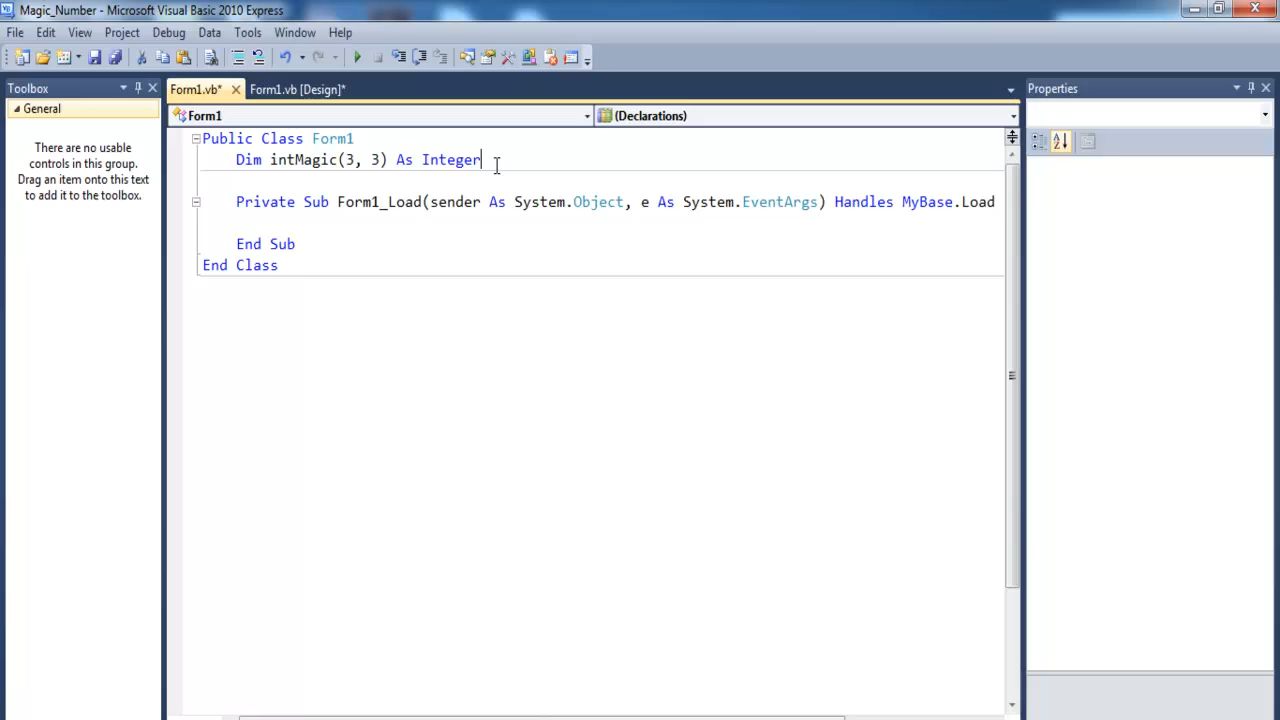 Magic_Number - Microsoft Visual Basic 2010 Express
File Edit View Project Debug Data Tools Window Help
Toolbox
General
There are no usable
controls in this group.
Drag an item onto this text
to add it to the toolbox.
Form1.vb* Form1.vb [Design]*
Form1 (Declarations)
Public Class Form1
Dim intMagic(3, 3) As Integer
Private Sub Form1_Load(sender As System.Object, e As System.EventArgs) Handles MyBase.Load
End Sub
End Class
Properties